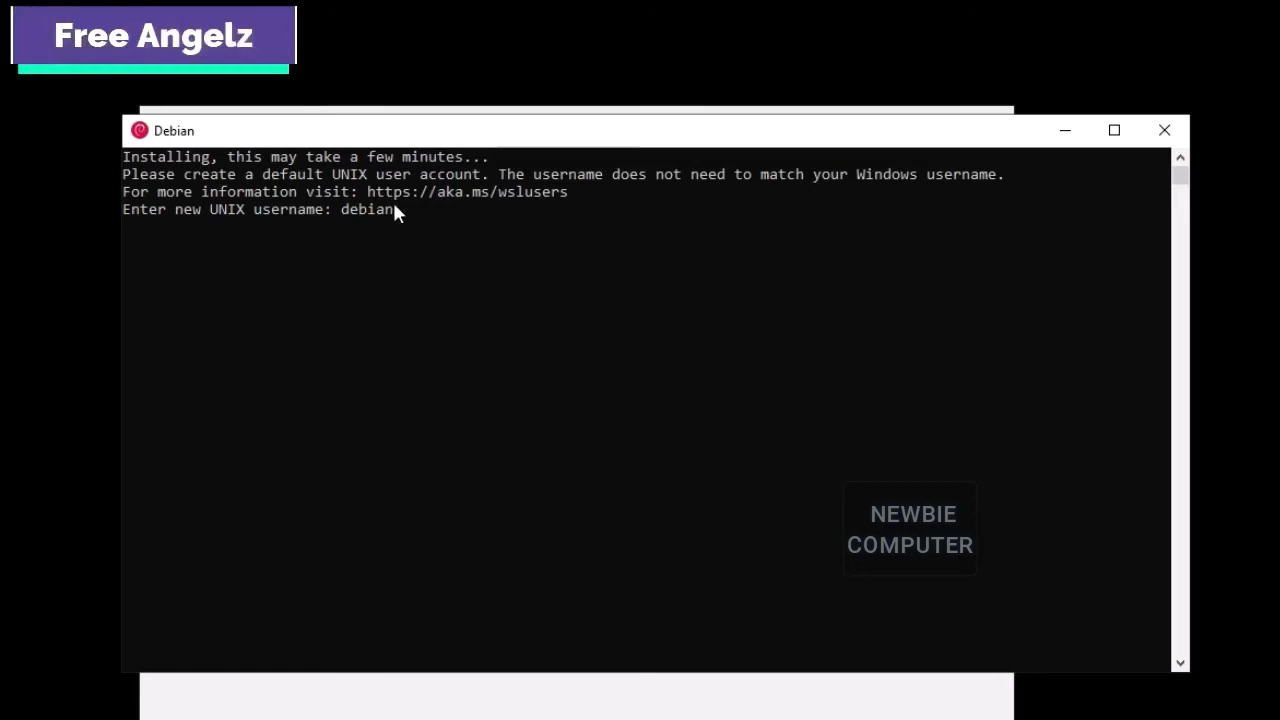 Free Angelz
Debian
Installing, this may take a few minutes...
Please create a default UNIX user account. The username does not need to match your Windows username.
For more information visit: https://aka.ms/wslusers
Enter new UNIX username: debian
NEWBIE
COMPUTER